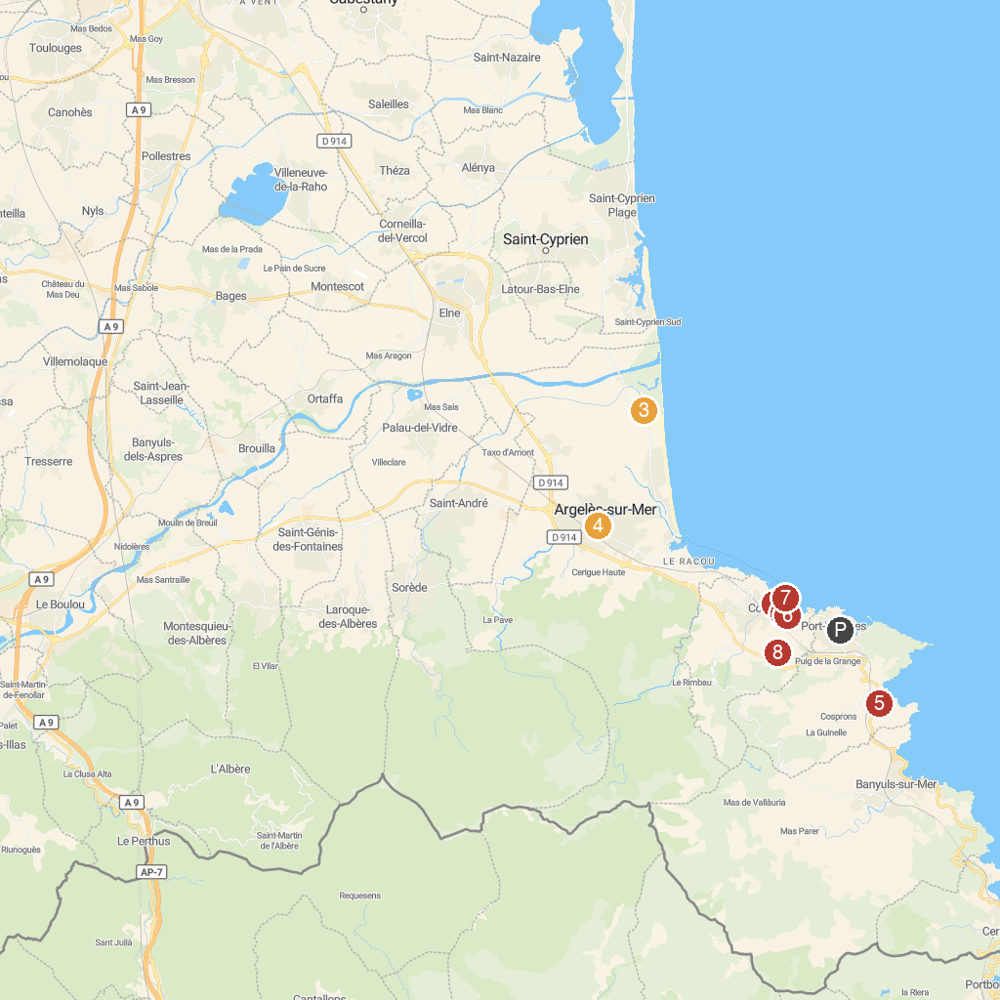 Cabestany
À VENT
Mas Bedos
Mas Goy
Toulouges
Saint-Nazaire
Mas Bresson
Saleilles
Mas Blanc
A 9
Canohès
D 914
Pollestres
Théza
Alénya
Villeneuve-
de-la-Raho
Saint-Cyprien
Plage
Nyls
Corneilla-
del-Vercol
Saint-Cyprien
Mas de la Prada
Le Pain de Sucre
Château du
Mas Deu
Mas Sabole
Montescot
Bages
Latour-Bas-Elne
Elne
Saint-Cyprien Sud
A 9
Mas Aragon
Villemolaque
Saint-Jean-
Lasseille
Ortaffa
Mas Sais
3
Palau-del-Vidre
Banyuls-
dels-Aspres
Brouilla
Taxo d'Amont
Tresserre
Villeclare
D 914
Saint-André
Argelès-sur-Mer
4
Moulin de Breuil
Saint-Génis-
des-Fontaines
D 914
Nidolères
LE RACOU
Cerigue Haute
A 9
Mas Santraille
Sorède
Le Boulou
7
6
Laroque-
des-Albères
La Pave
Montesquieu-
des-Albères
P
8
Puig de la Grange
El Vilar
Le Rimbau
Saint-Martin-
de-Fenollar
5
Cosprons
A 9
La Guinelle
La Clusa Alta
L'Albère
Banyuls-sur-Mer
A 9
Mas de Vallàuria
Mas Parer
Le Perthus
Saint-Martin
de l'Albère
Riunoguès
AP-7
Requesens
Sant Julià
la Riera
Cantallops